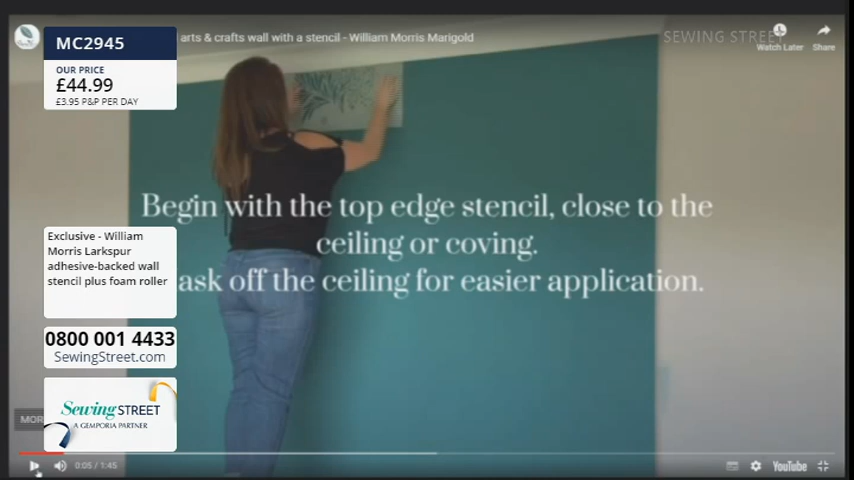 MC2945
OUR PRICE
£44.99
£3.95 P&P PER DAY
arts & crafts wall with a stencil - William Morris Marigold
SEWING STREET
Watch Later
Share
Begin with the top edge stencil, close to the
ceiling or coving.
ask off the ceiling for easier application.
Exclusive - William
Morris Larkspur
adhesive-backed wall
stencil plus foam roller
0800 001 4433
SewingStreet.com
Sewing STREET
A GEMPORIA PARTNER
MOR
0:05 / 1:45
YouTube